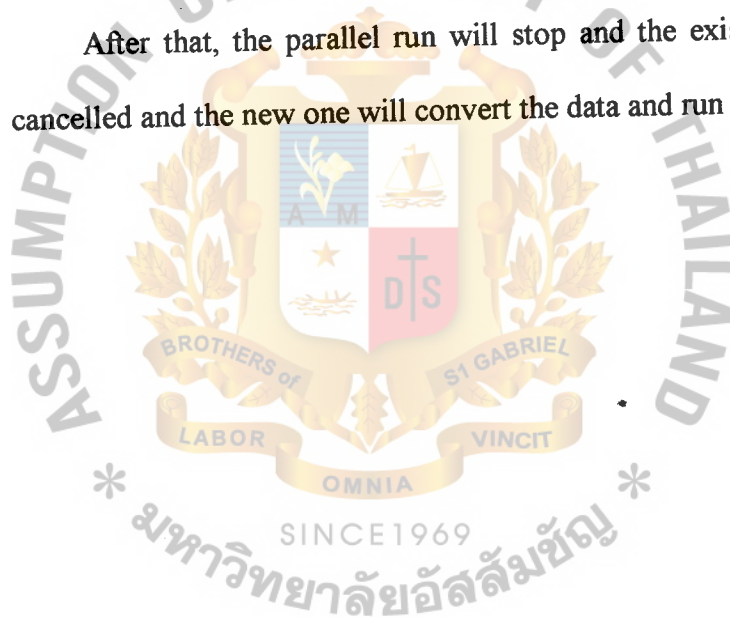 After that, the parallel run will stop and the
cancelled and the new one will convert the data and run
ASSUMPTION
OF
THAILAND
A M
D S
BROTHERS of
ST GABRIEL
LABOR
VINCIT
OMNIA
SINCE1969
มหาวิทยาลัยอัสสัมชัญ